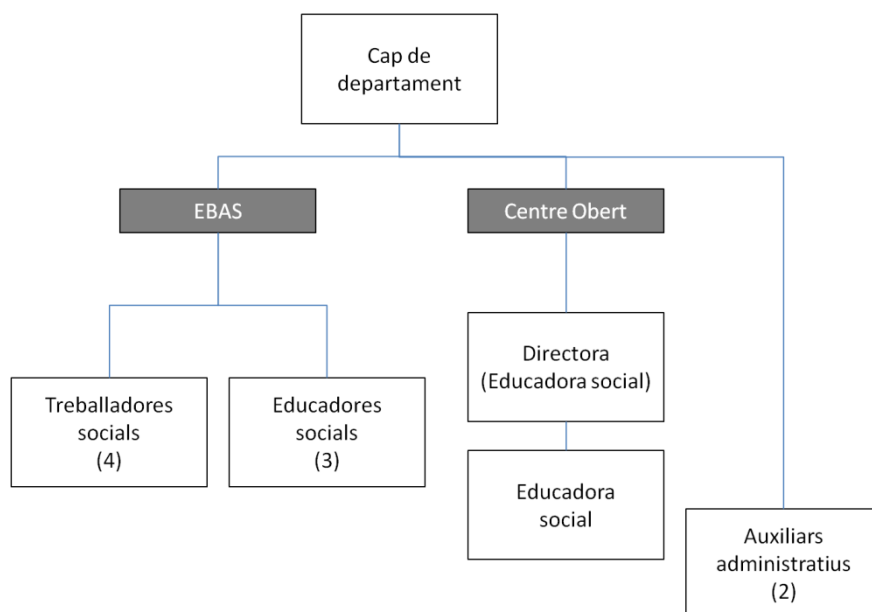 Cap de
departament
EBAS
Centre Obert
Directora
(Educadora social)
Treballadores
socials
(4)
Educadores
socials
(3)
Educadora
social
Auxiliars
administratius
(2)